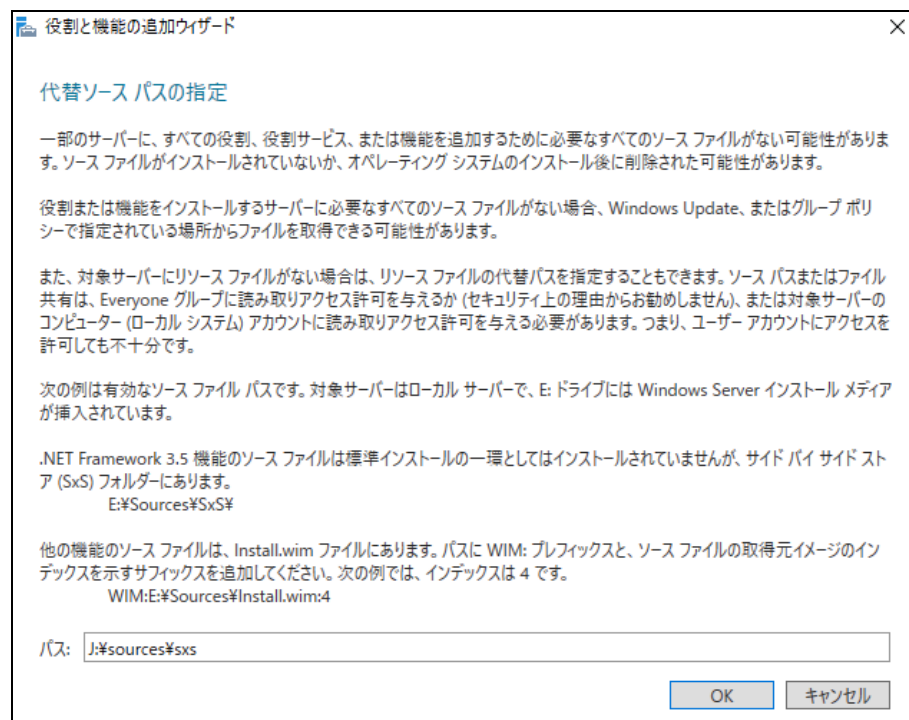 役割と機能の追加ウィザード
代替ソース パスの指定
一部のサーバーに、すべての役割、役割サービス、または機能を追加するために必要なすべてのソース ファイルがない可能性がありま
す。ソース ファイルがインストールされていないか、オペレーティング システムのインストール後に削除された可能性があります。
役割または機能をインストールするサーバーに必要なすべてのソース ファイルがない場合、Windows Update、またはグループ ポリ
シーで指定されている場所からファイルを取得できる可能性があります。
また、対象サーバーにリソース ファイルがない場合は、リソース ファイルの代替パスを指定することもできます。ソース パスまたはファイル
共有は、Everyone グループに読み取りアクセス許可を与えるか (セキュリティ上の理由からお勧めしません)、または対象サーバーの
コンピューター (ローカル システム) アカウントに読み取りアクセス許可を与える必要があります。つまり、ユーザー アカウントにアクセスを
許可しても不十分です。
次の例は有効なソース ファイル パスです。対象サーバーはローカル サーバーで、E: ドライブには Windows Server インストール メディア
が挿入されています。
.NET Framework 3.5 機能のソース ファイルは標準インストールの一環としてはインストールされていませんが、サイド バイ サイド スト
ア (SxS) フォルダーにあります。
E:¥Sources¥SxS¥
他の機能のソース ファイルは、Install.wim ファイルにあります。パスに WIM: プレフィックスと、ソース ファイルの取得元イメージのイン
デックスを示すサフィックスを追加してください。次の例では、インデックスは 4 です。
WIM:E:¥Sources¥Install.wim:4
パス: J:¥sources¥sxs
OK キャンセル